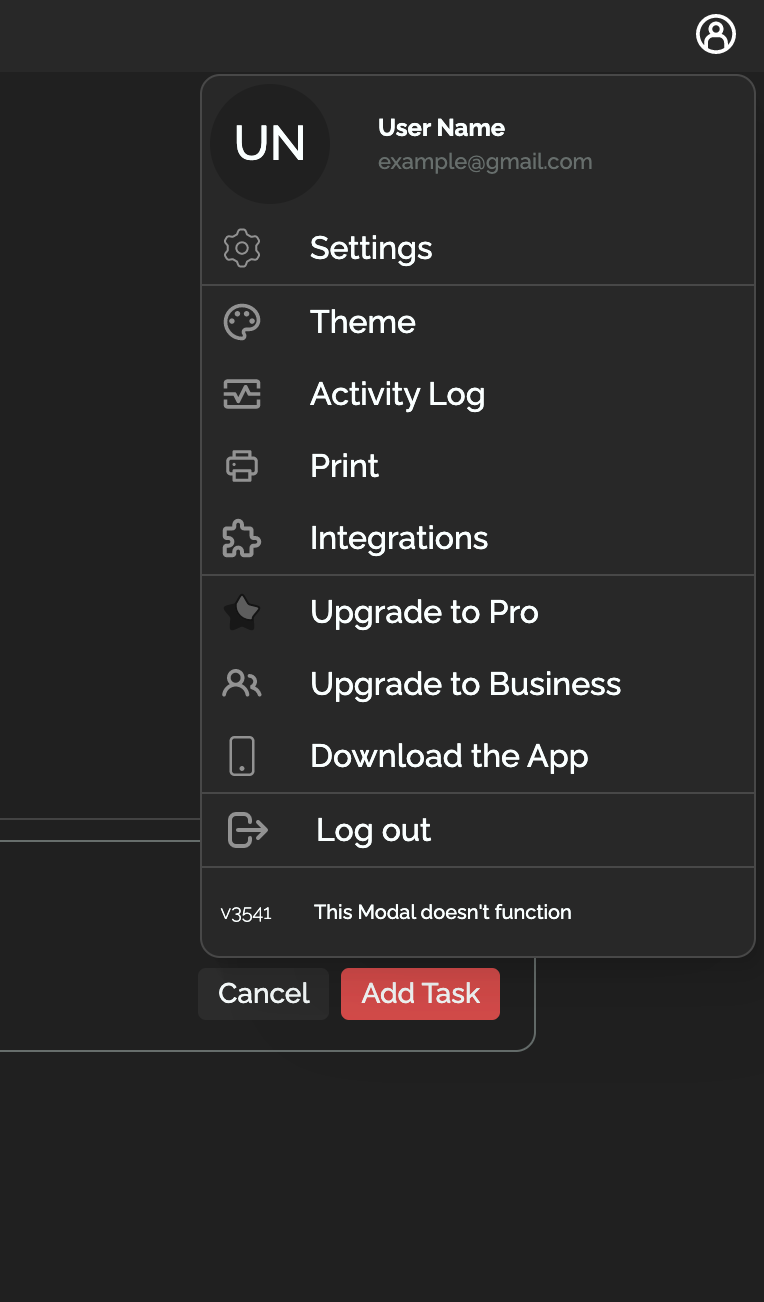 UN
User Name
example@gmail.com
Settings
Theme
Activity Log
Print
Integrations
Upgrade to Pro
Upgrade to Business
Download the App
Log out
v3541 This Modal doesn't function
Cancel Add Task